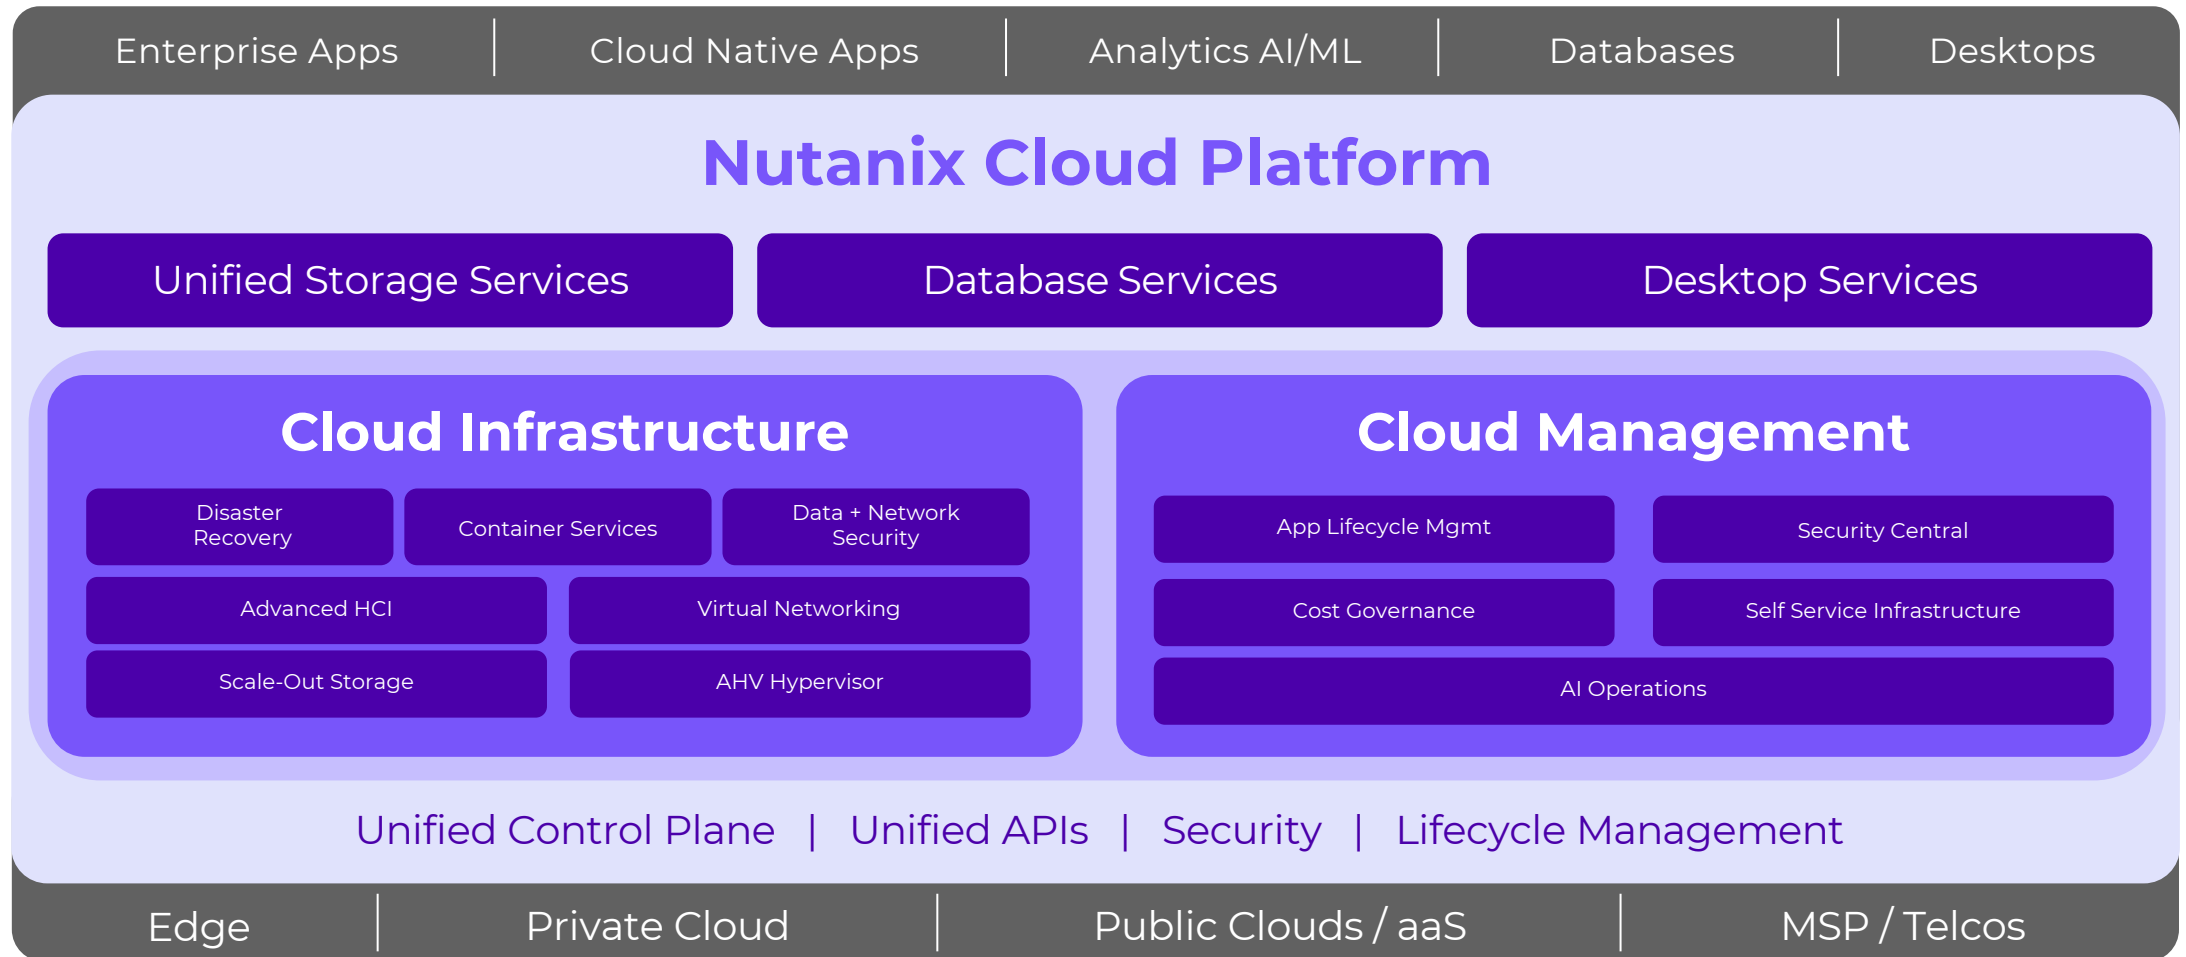 Enterprise Apps | Cloud Native Apps | Analytics AI/ML | Databases | Desktops
Nutanix Cloud Platform
Unified Storage Services
Database Services
Desktop Services
Cloud Infrastructure
Disaster
Recovery
Container Services
Data + Network
Security
Advanced HCI
Virtual Networking
Scale-Out Storage
AHV Hypervisor
Cloud Management
App Lifecycle Mgmt
Security Central
Cost Governance
Self Service Infrastructure
AI Operations
Unified Control Plane | Unified APIs | Security | Lifecycle Management
Edge | Private Cloud | Public Clouds / aaS | MSP / Telcos